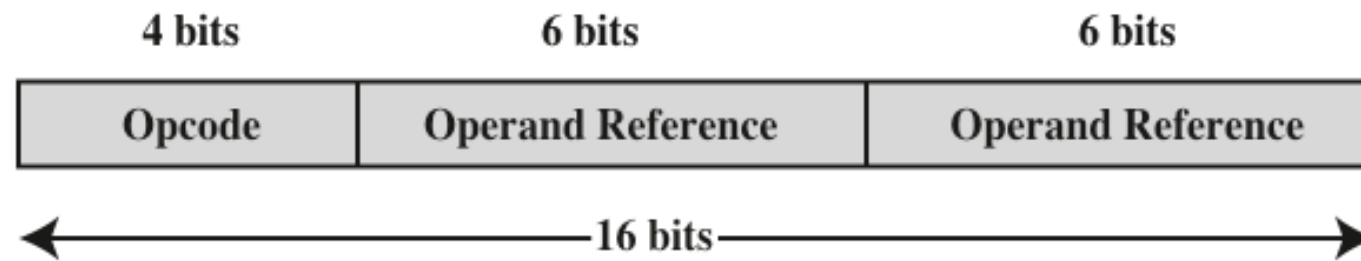 4 bits 6 bits 6 bits
Opcode Operand Reference Operand Reference
16 bits